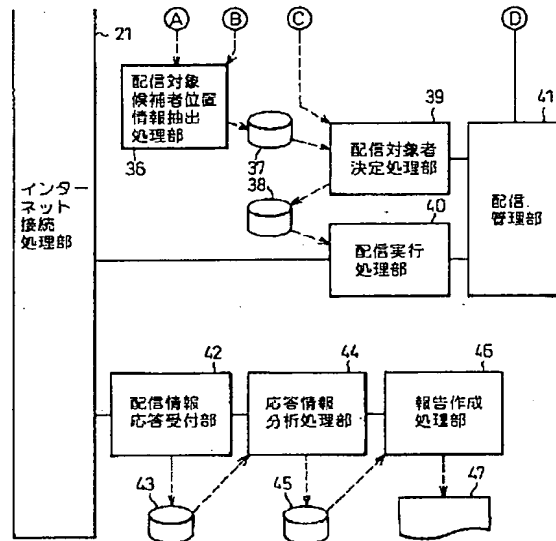 21
A
B
C
D
配信対象
候補者位置
情報抽出
処理部
36
37
38
39
配信対象者
決定処理部
40
配信実行
処理部
41
配信
管理部
インター
ネット
接続
処理部
42
配信情報
応答受付部
43
44
応答情報
分析処理部
45
46
報告作成
処理部
47